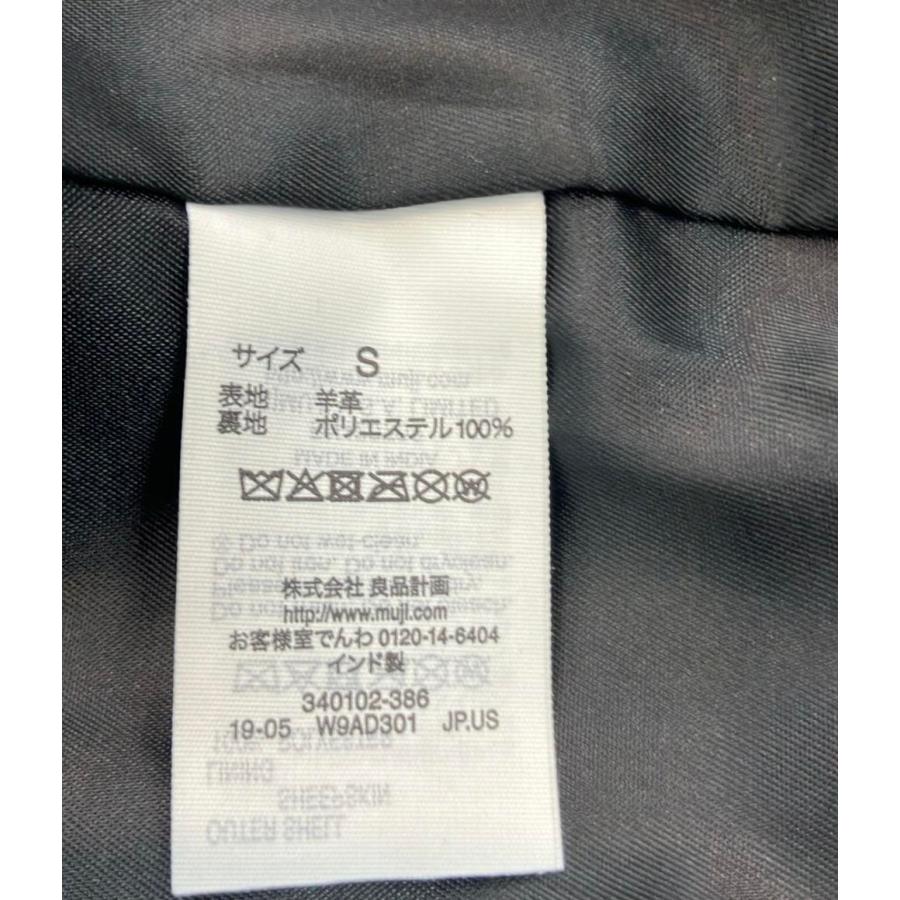 サイズ S
表地 羊革
裏地 ポリエステル100%
株式会社 良品計画
http://www.muji.com
お客様室でんわ 0120-14-6404
インド製
340102-386
19-05 W9AD301 JP.US